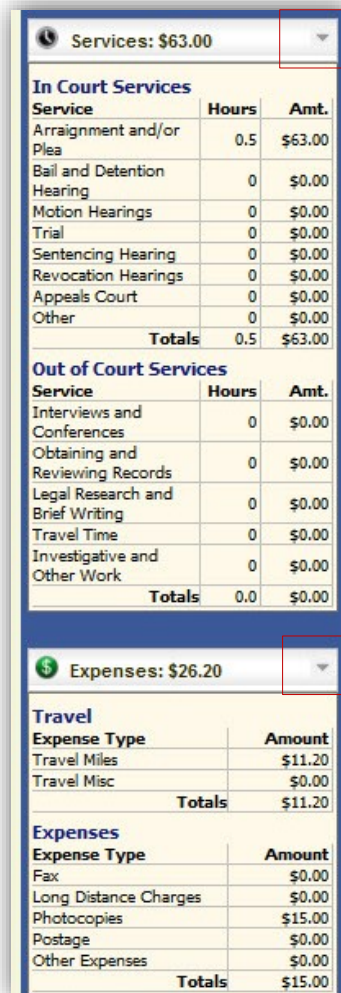 Services: $63.00
In Court Services
Service Hours Amt.
Arraignment and/or
Plea 0.5 $63.00
Bail and Detention
Hearing 0 $0.00
Motion Hearings 0 $0.00
Trial 0 $0.00
Sentencing Hearing 0 $0.00
Revocation Hearings 0 $0.00
Appeals Court 0 $0.00
Other 0 $0.00
Totals 0.5 $63.00
Out of Court Services
Service Hours Amt.
Interviews and
Conferences 0 $0.00
Obtaining and
Reviewing Records 0 $0.00
Legal Research and
Brief Writing 0 $0.00
Travel Time 0 $0.00
Investigative and
Other Work 0 $0.00
Totals 0.0 $0.00
$ Expenses: $26.20
Travel
Expense Type Amount
Travel Miles $11.20
Travel Misc $0.00
Totals $11.20
Expenses
Expense Type Amount
Fax $0.00
Long Distance Charges $0.00
Photocopies $15.00
Postage $0.00
Other Expenses $0.00
Totals $15.00